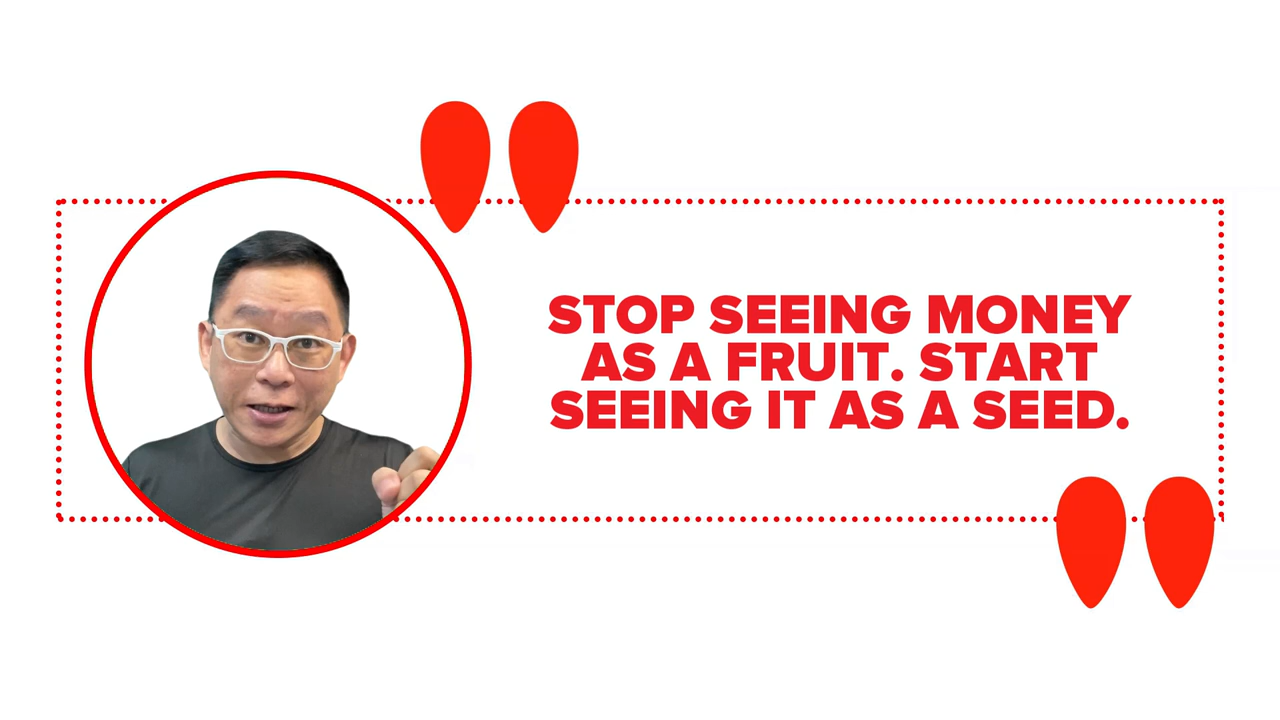 STOP SEEING MONEY
AS A FRUIT. START
SEEING IT AS A SEED.